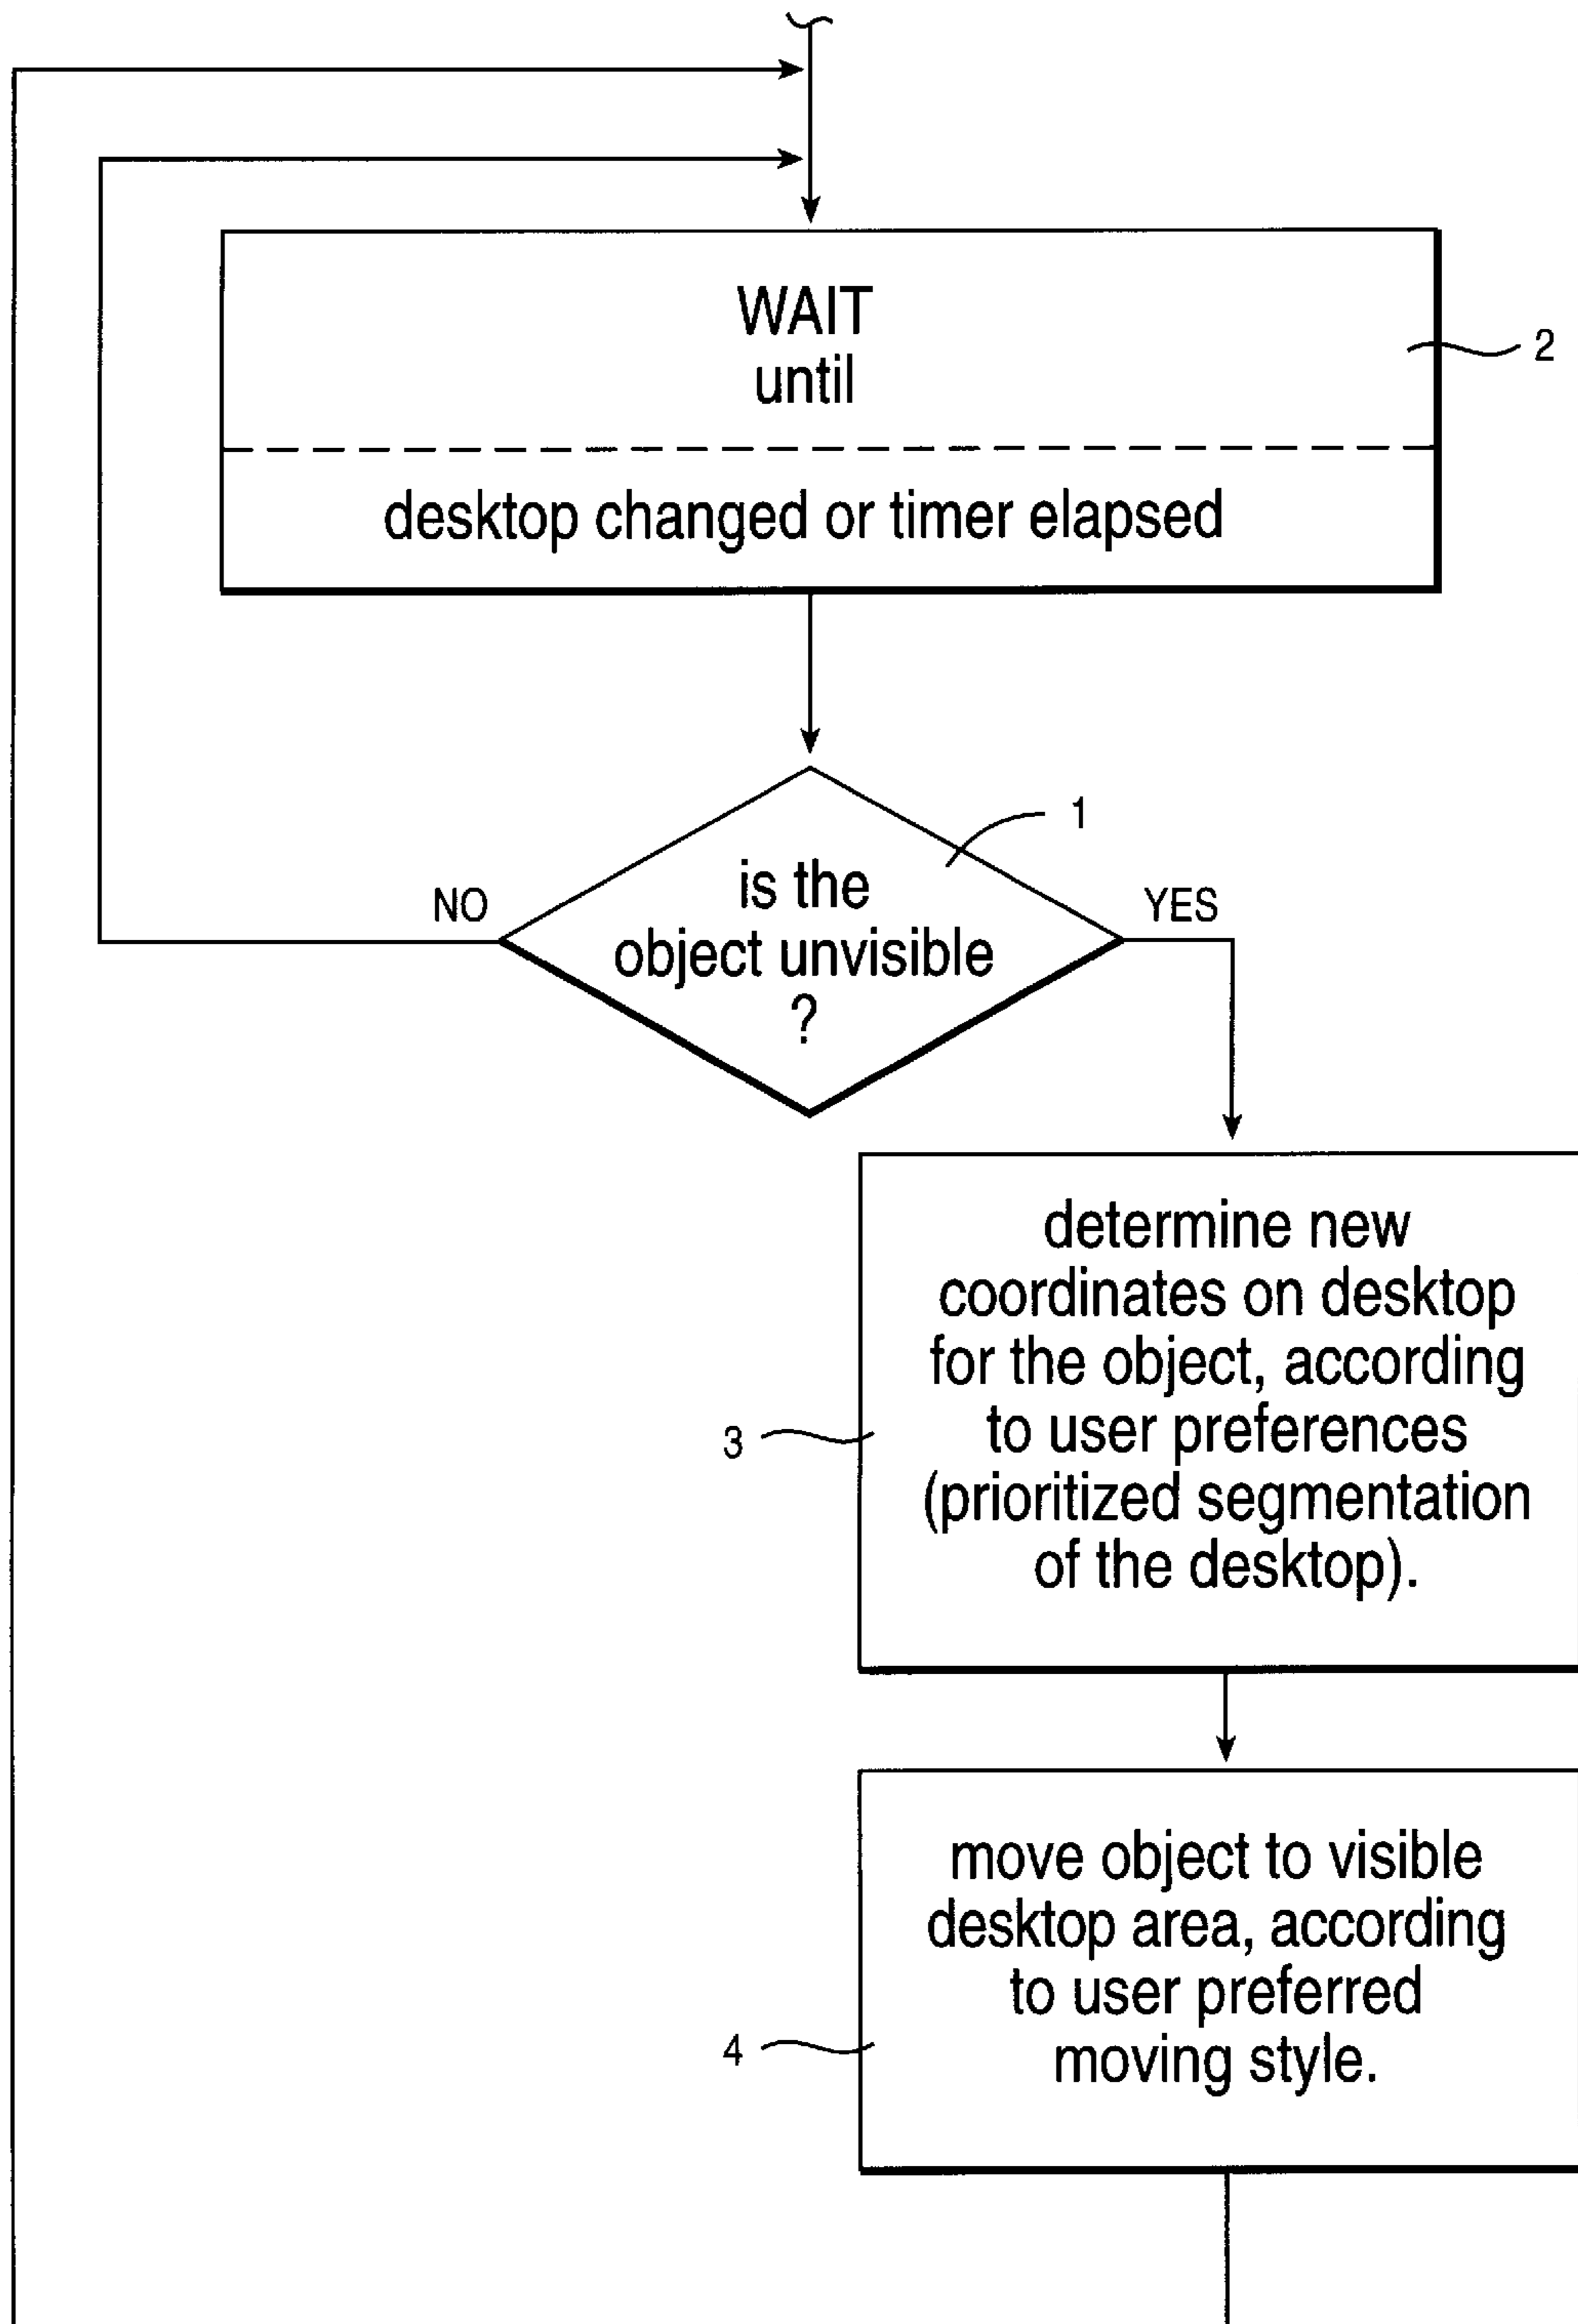 WAIT
until
2
desktop changed or timer elapsed
1
NO
YES
is the
object unvisible
?
determine new
coordinates on desktop
for the object, according
to user preferences
(prioritized segmentation
of the desktop).
3
move object to visible
desktop area, according
to user preferred
moving style.
4